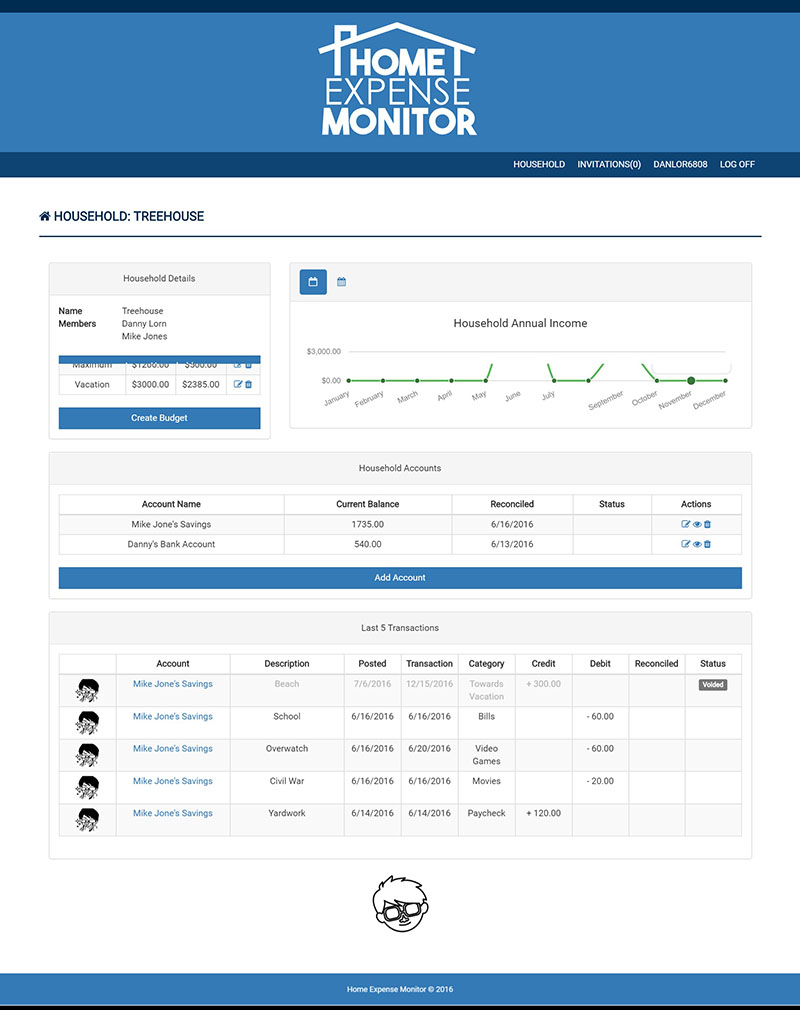 HOME
EXPENSE
MONITOR
HOUSEHOLD INVITATIONS(0) DANLOR6808 LOG OFF
HOUSEHOLD: TREEHOUSE
Household Details
Name Treehouse
Members Danny Lorn
Mike Jones
Maximum $1200.00 $500.00
Vacation $3000.00 $2385.00
Create Budget
Household Annual Income
$3,000.00
$0.00
January February March April May June July September October November December
Household Accounts
Account Name Current Balance Reconciled Status Actions
Mike Jone's Savings 1735.00 6/16/2016
Danny's Bank Account 540.00 6/13/2016
Add Account
Last 5 Transactions
Account Description Posted Transaction Category Credit Debit Reconciled Status
Mike Jone's Savings Beach 7/6/2016 12/15/2016 Towards Vacation + 300.00 Voided
Mike Jone's Savings School 6/16/2016 6/16/2016 Bills - 60.00
Mike Jone's Savings Overwatch 6/16/2016 6/20/2016 Video Games - 60.00
Mike Jone's Savings Civil War 6/16/2016 6/16/2016 Movies - 20.00
Mike Jone's Savings Yardwork 6/14/2016 6/14/2016 Paycheck + 120.00
Home Expense Monitor © 2016